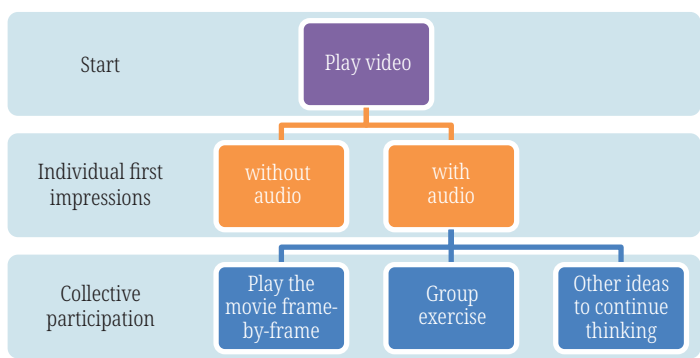 Start
Play video
Individual first
impressions
without
audio
with
audio
Collective
participation
Play the
movie frame-
by-frame
Group
exercise
Other ideas
to continue
thinking